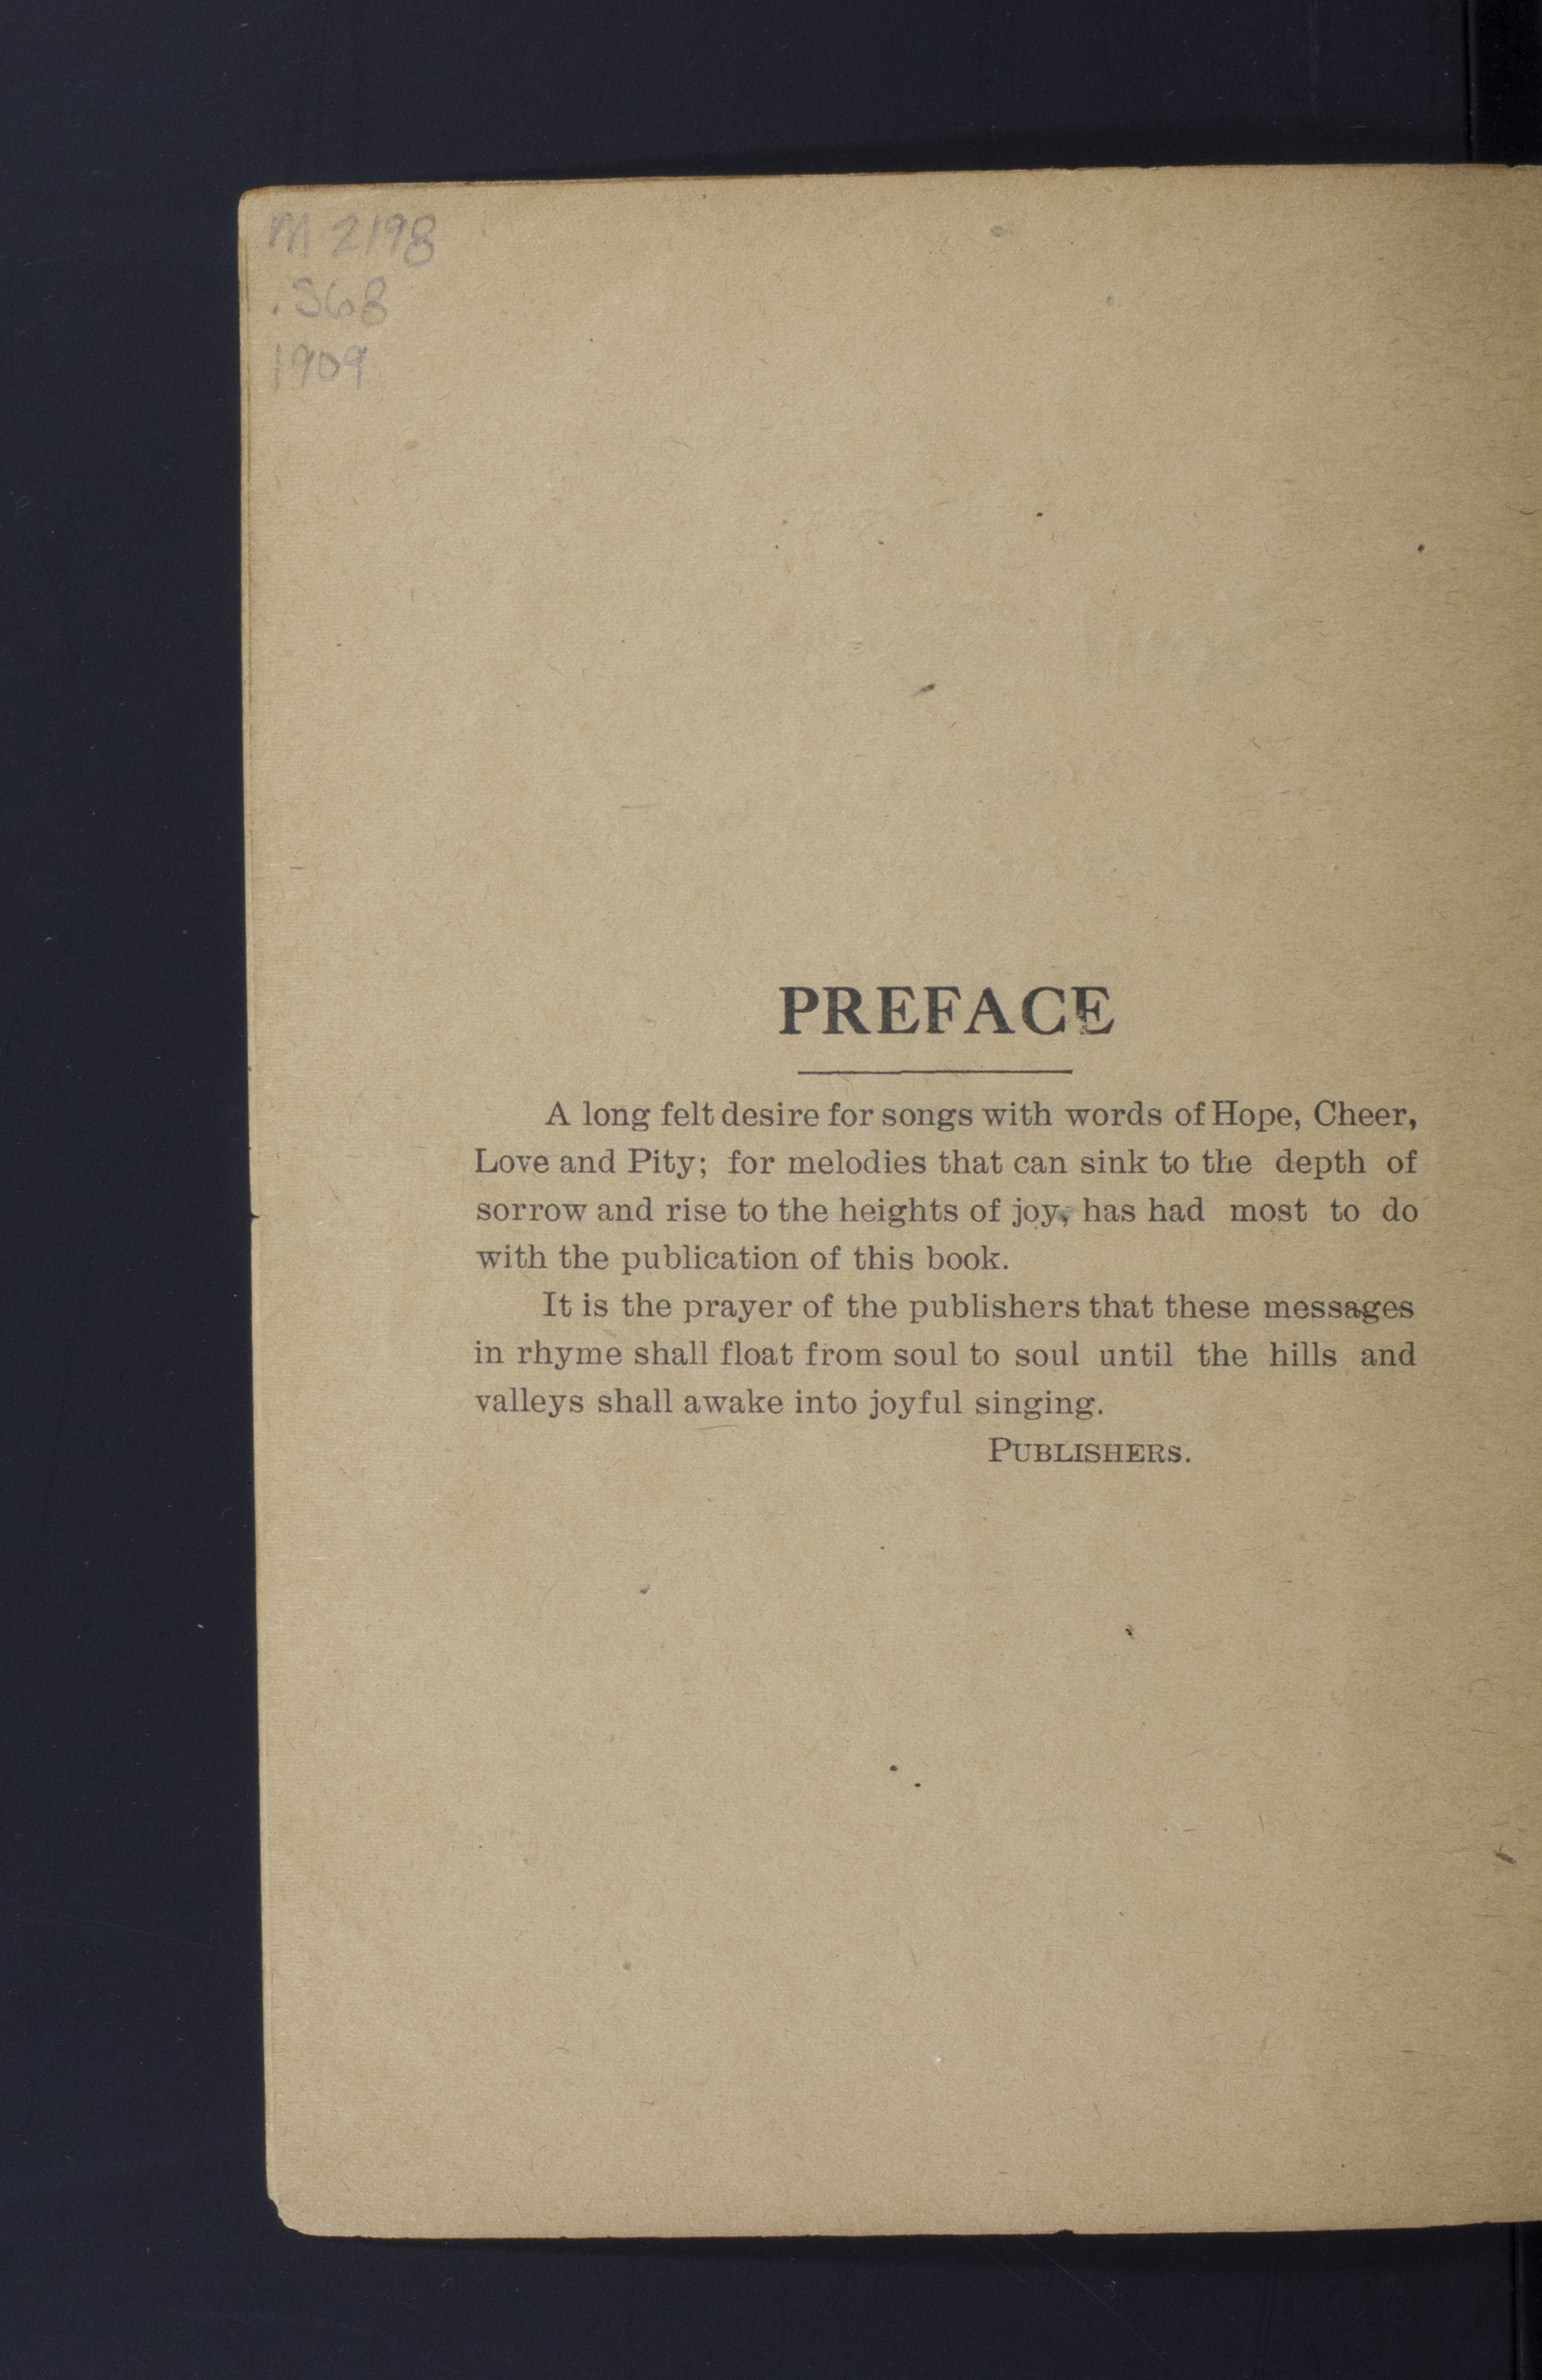 M 2198
.S68
1909
PREFACE
A long felt desire for songs with words of Hope, Cheer,
Love and Pity; for melodies that can sink to the depth of
sorrow and rise to the heights of joy, has had most to do
with the publication of this book.
It is the prayer of the publishers that these messages
in rhyme shall float from soul to soul until the hills and
valleys shall awake into joyful singing.
PUBLISHERS.